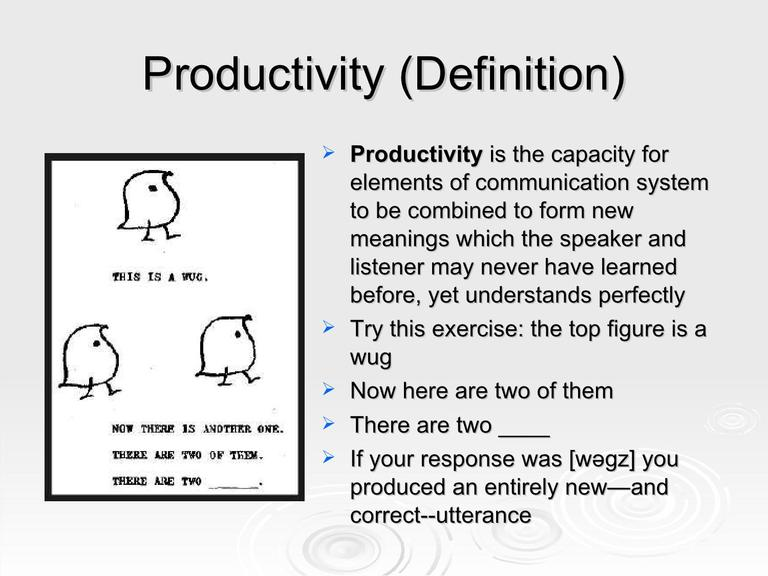 Productivity (Definition)
THIS IS A WUG.
NOW THERE IS ANOTHER ONE.
THERE ARE TWO OF THEM.
THERE ARE TWO ______.
Productivity is the capacity for
elements of communication system
to be combined to form new
meanings which the speaker and
listener may never have learned
before, yet understands perfectly
Try this exercise: the top figure is a
wug
Now here are two of them
There are two ____
If your response was [wəgz] you
produced an entirely new—and
correct--utterance